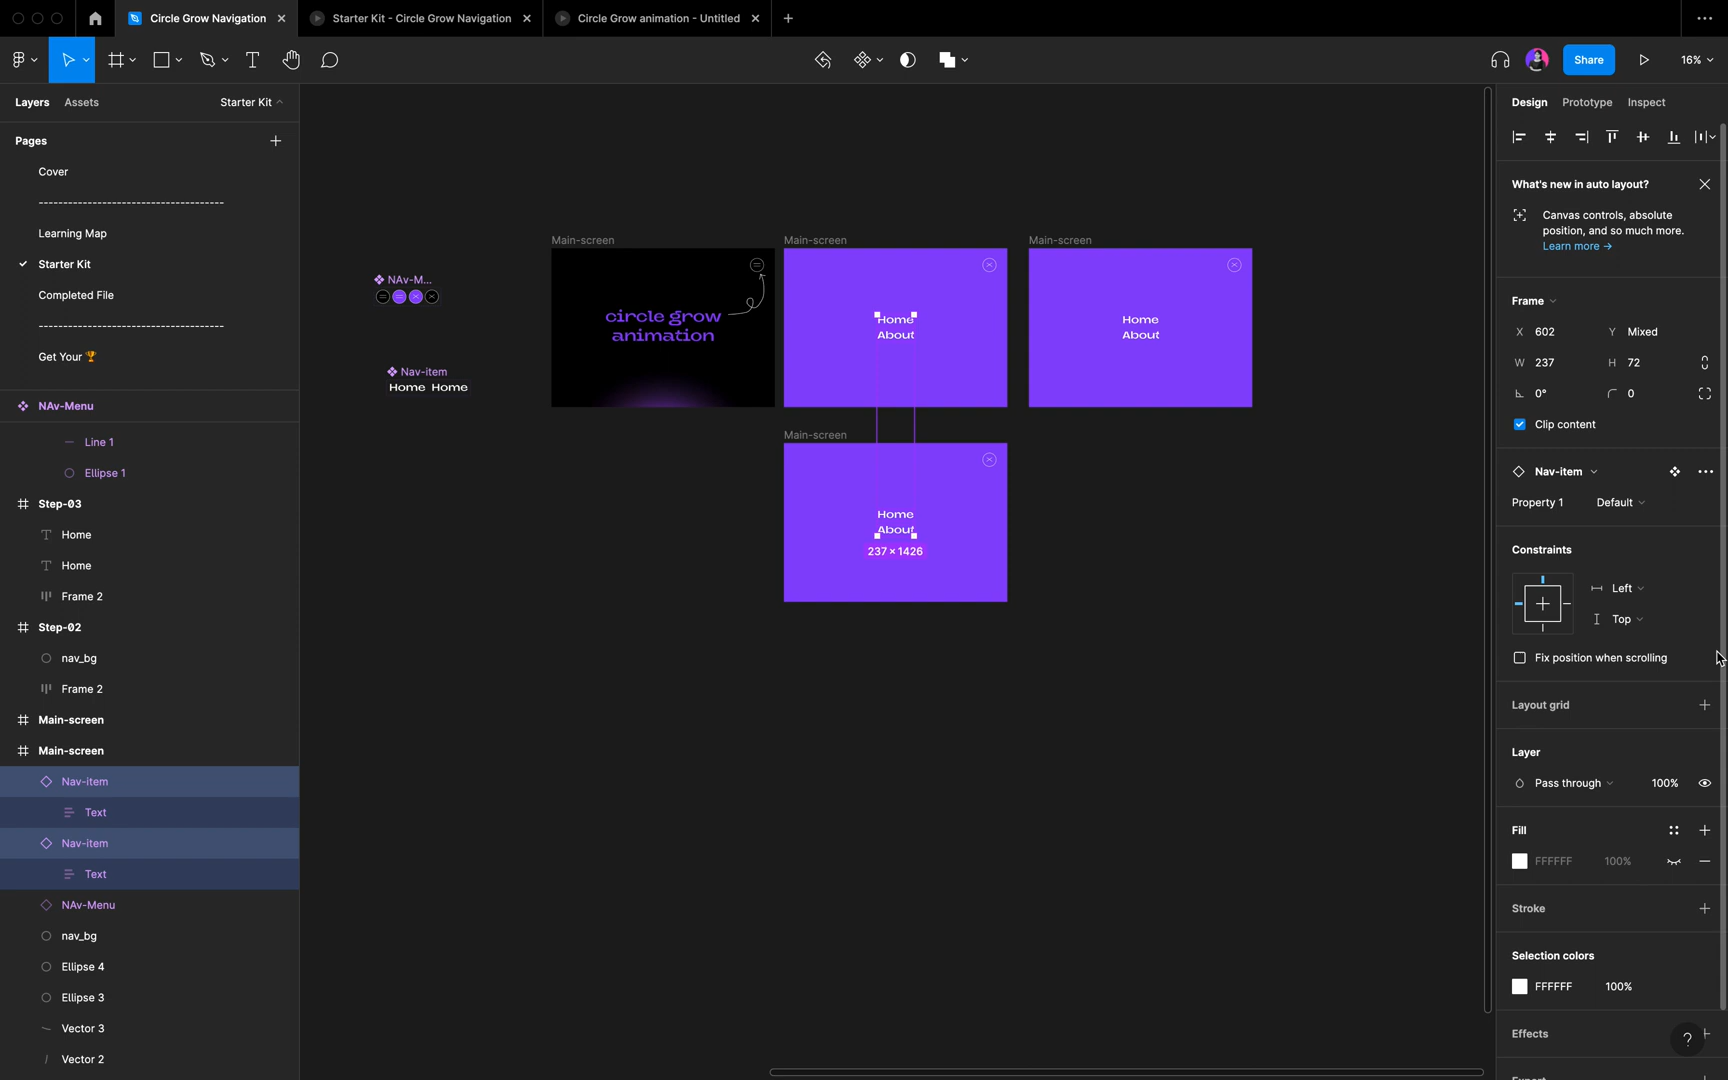 Circle Grow Navigation
Starter Kit - Circle Grow Navigation
Circle Grow animation - Untitled
Share
16%
Layers
Assets
Starter Kit
Pages
Cover
--------------------------------------
Learning Map
Starter Kit
Completed File
--------------------------------------
Get Your 🏆
NAv-Menu
Line 1
Ellipse 1
Step-03
Home
Home
Frame 2
Step-02
nav_bg
Frame 2
Main-screen
Main-screen
Nav-item
Text
Nav-item
Text
NAv-Menu
nav_bg
Ellipse 4
Ellipse 3
Vector 3
Vector 2
NAv-M...
Nav-item
Home Home
Main-screen
circle grow
animation
Main-screen
Home
About
Main-screen
Home
About
Main-screen
Home
About
237 × 1426
Design
Prototype
Inspect
What's new in auto layout?
Canvas controls, absolute
position, and so much more.
Learn more →
Frame
X 602
Y Mixed
W 237
H 72
0°
0
Clip content
Nav-item
Property 1
Default
Constraints
Left
Top
Fix position when scrolling
Layout grid
Layer
Pass through
100%
Fill
FFFFFF
100%
Stroke
Selection colors
FFFFFF
100%
Effects
?